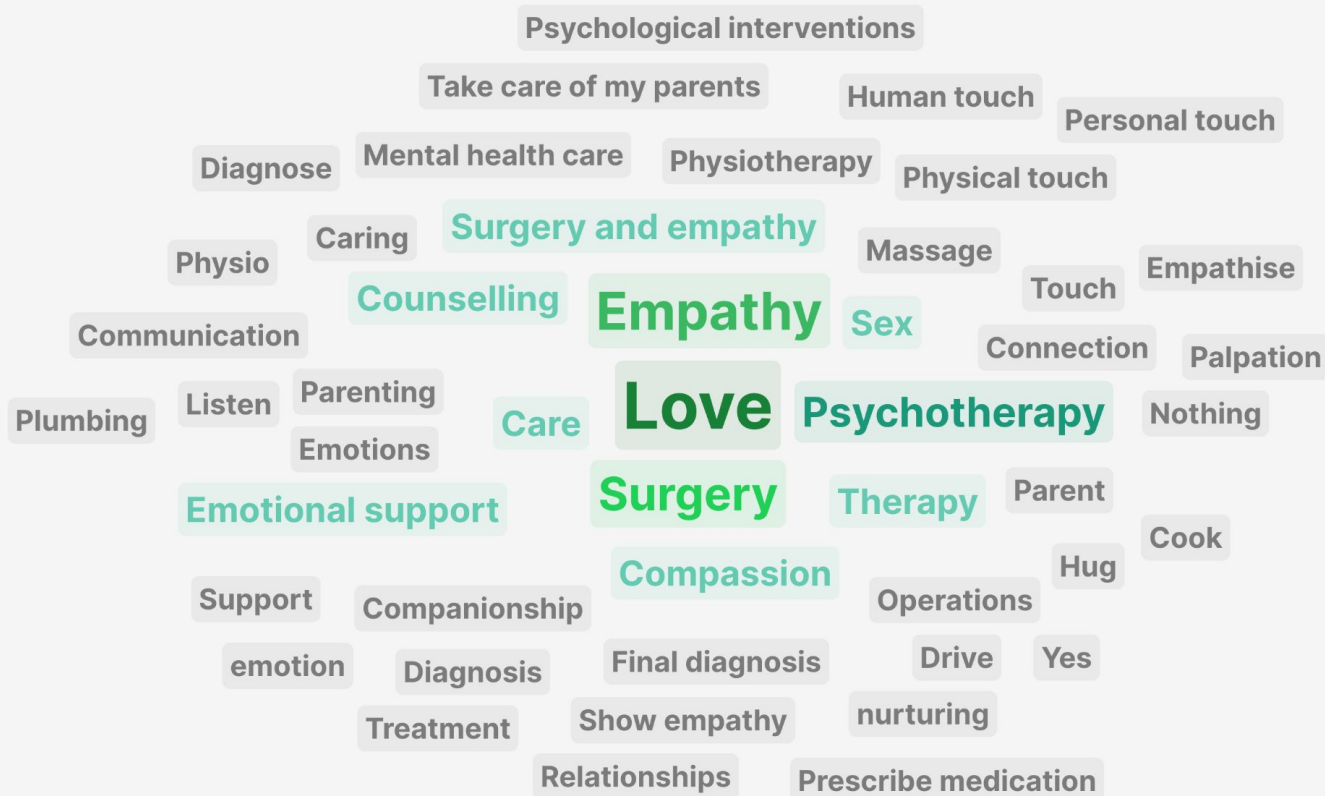 Psychological interventions
Take care of my parents
Human touch
Personal touch
Diagnose
Mental health care
Physiotherapy
Physical touch
Caring
Surgery and empathy
Massage
Physio
Empathise
Touch
Counselling
Empathy
Sex
Communication
Connection
Palpation
Plumbing
Listen
Parenting
Care
Love
Psychotherapy
Nothing
Emotions
Emotional support
Surgery
Therapy
Parent
Cook
Hug
Compassion
Support
Companionship
Operations
emotion
Diagnosis
Final diagnosis
Drive
Yes
Treatment
Show empathy
nurturing
Relationships
Prescribe medication